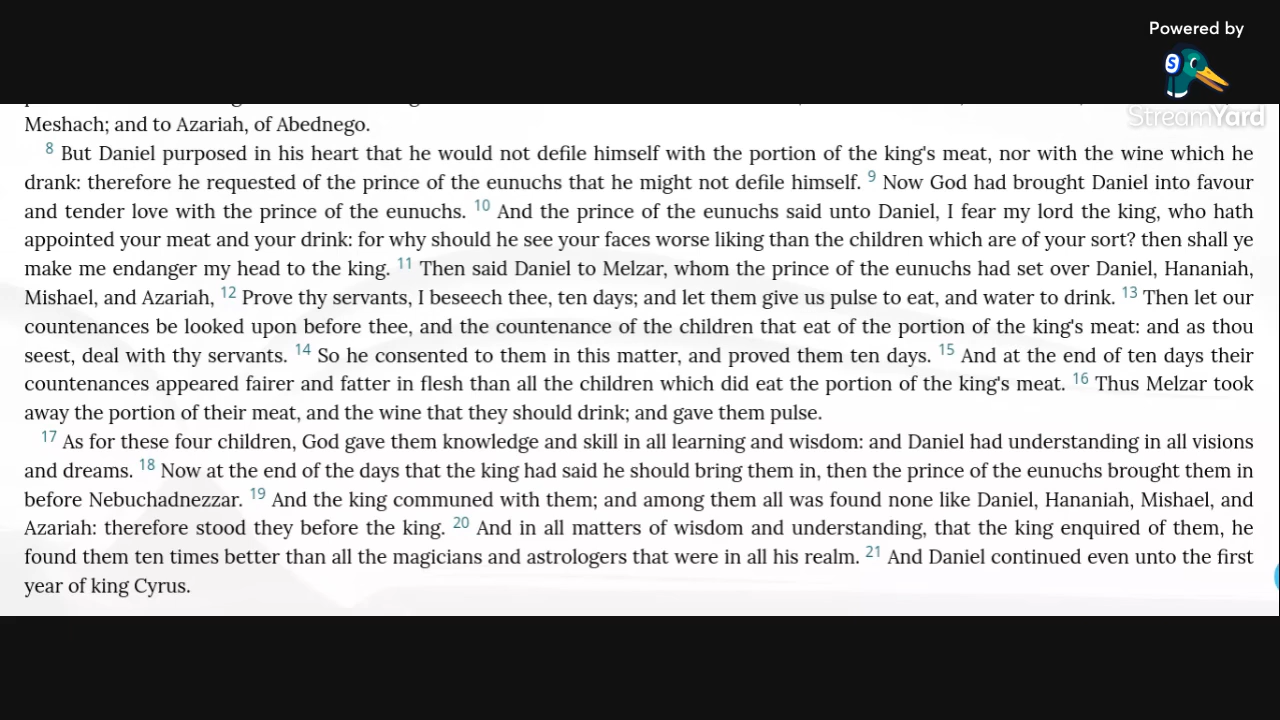 Powered by
S
StreamYard
Meshach; and to Azariah, of Abednego.
8 But Daniel purposed in his heart that he would not defile himself with the portion of the king's meat, nor with the wine which he
drank: therefore he requested of the prince of the eunuchs that he might not defile himself. 9 Now God had brought Daniel into favour
and tender love with the prince of the eunuchs. 10 And the prince of the eunuchs said unto Daniel, I fear my lord the king, who hath
appointed your meat and your drink: for why should he see your faces worse liking than the children which are of your sort? then shall ye
make me endanger my head to the king. 11 Then said Daniel to Melzar, whom the prince of the eunuchs had set over Daniel, Hananiah,
Mishael, and Azariah, 12 Prove thy servants, I beseech thee, ten days; and let them give us pulse to eat, and water to drink. 13 Then let our
countenances be looked upon before thee, and the countenance of the children that eat of the portion of the king's meat: and as thou
seest, deal with thy servants. 14 So he consented to them in this matter, and proved them ten days. 15 And at the end of ten days their
countenances appeared fairer and fatter in flesh than all the children which did eat the portion of the king's meat. 16 Thus Melzar took
away the portion of their meat, and the wine that they should drink; and gave them pulse.
17 As for these four children, God gave them knowledge and skill in all learning and wisdom: and Daniel had understanding in all visions
and dreams. 18 Now at the end of the days that the king had said he should bring them in, then the prince of the eunuchs brought them in
before Nebuchadnezzar. 19 And the king communed with them; and among them all was found none like Daniel, Hananiah, Mishael, and
Azariah: therefore stood they before the king. 20 And in all matters of wisdom and understanding, that the king enquired of them, he
found them ten times better than all the magicians and astrologers that were in all his realm. 21 And Daniel continued even unto the first
year of king Cyrus.